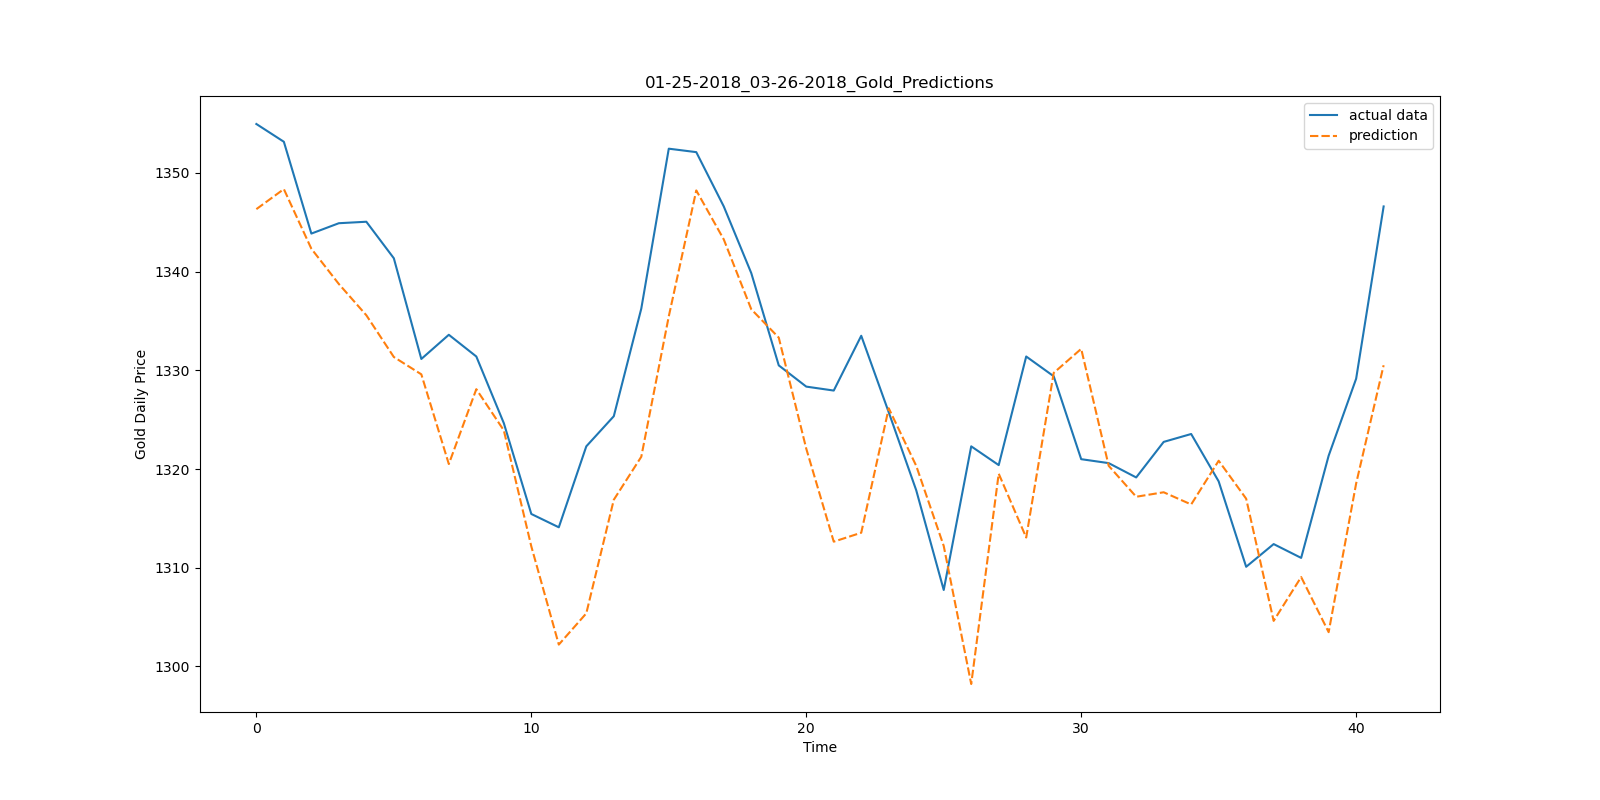 01-25-2018_03-26-2018_Gold_Predictions
actual data
prediction
Gold Daily Price
1350
1340
1330
1320
1310
1300
0 10 20 30 40
Time